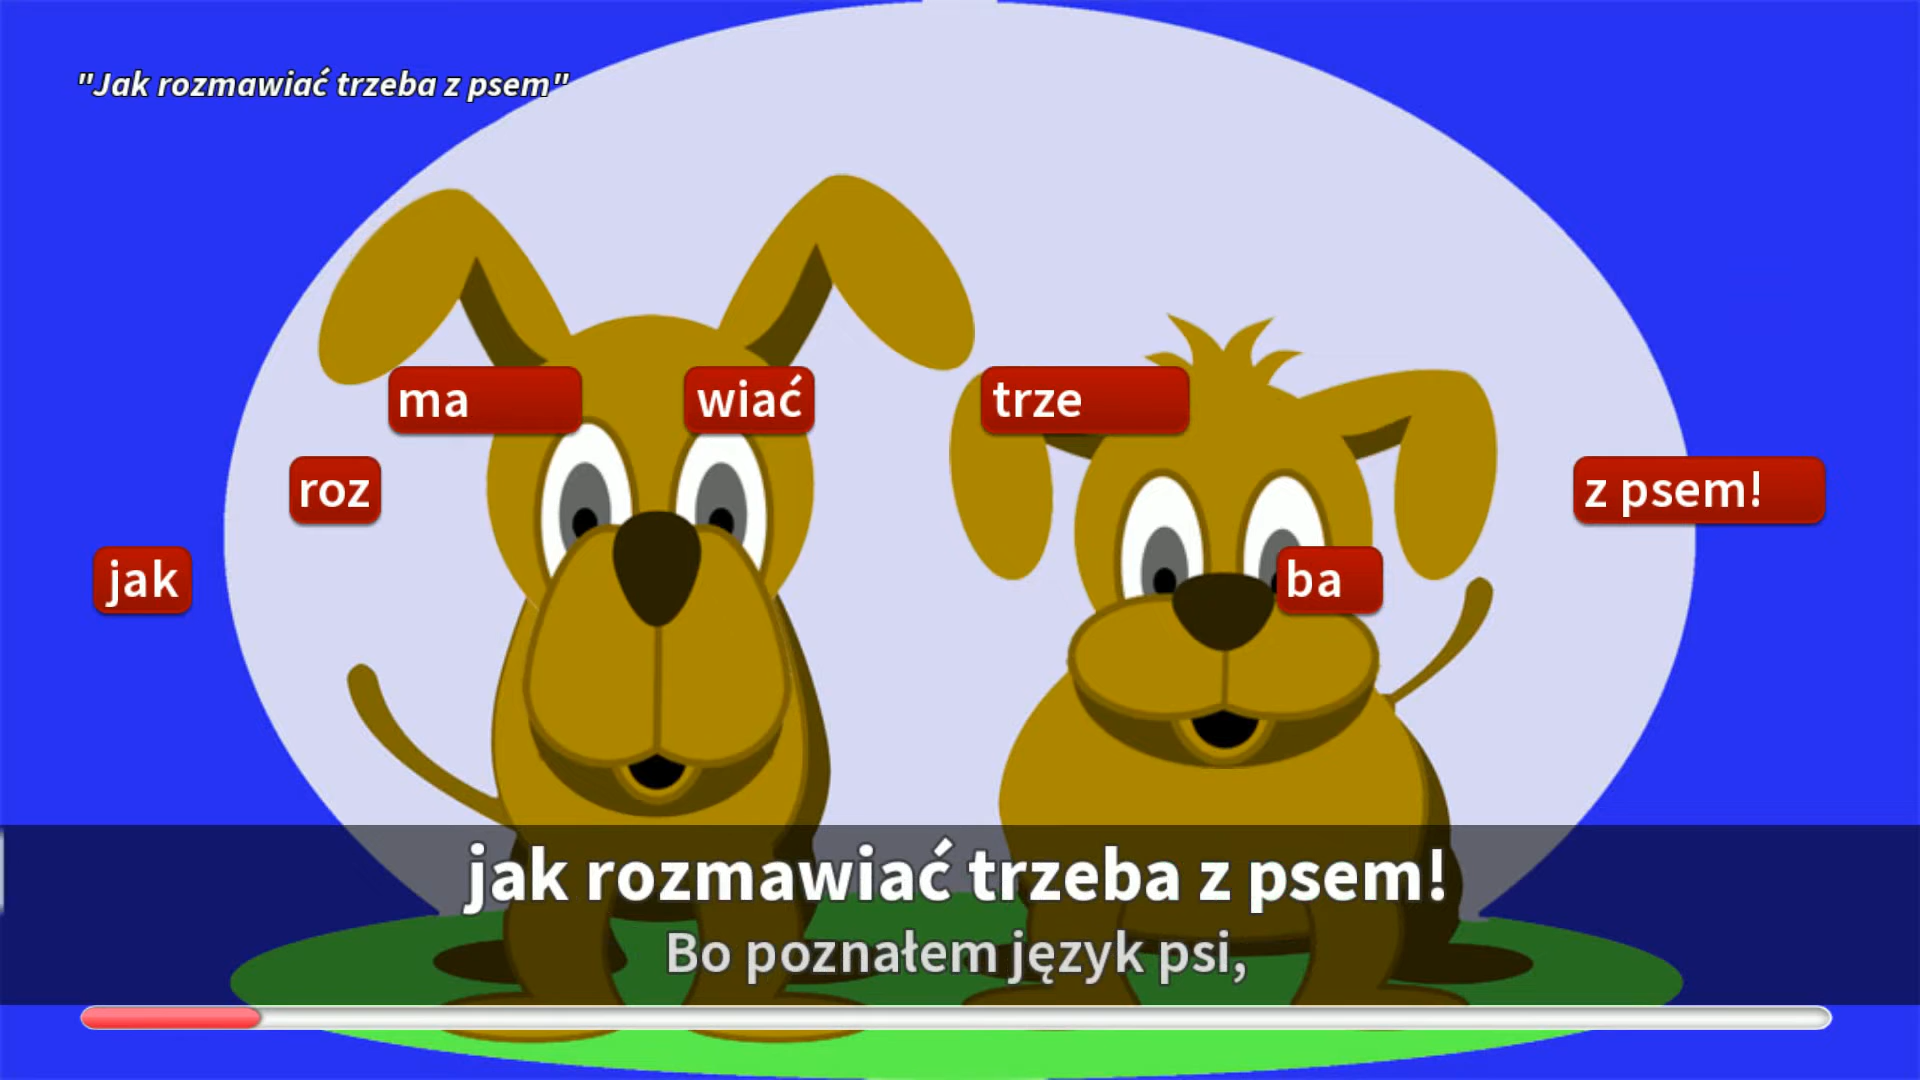 "Jak rozmawiać trzeba z psem"
jak
roz
ma
wiać
trze
ba
z psem!
jak rozmawiać trzeba z psem!
Bo poznałem język psi,